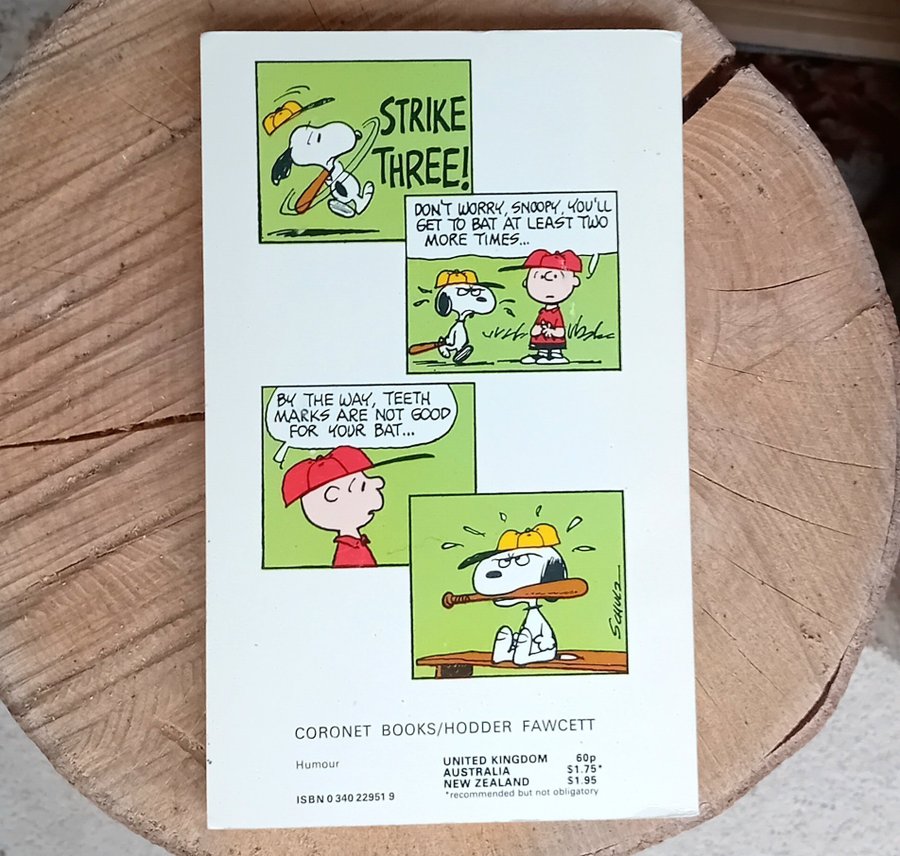 STRIKE
THREE!
DON'T WORRY, SNOOPY, YOU'LL
GET TO BAT AT LEAST TWO
MORE TIMES...
BY THE WAY, TEETH
MARKS ARE NOT GOOD
FOR YOUR BAT...
SCHULZ
CORONET BOOKS/HODDER FAWCETT
Humour
UNITED KINGDOM 60p
AUSTRALIA $1.75*
NEW ZEALAND $1.95
*recommended but not obligatory
ISBN 0 340 22951 9